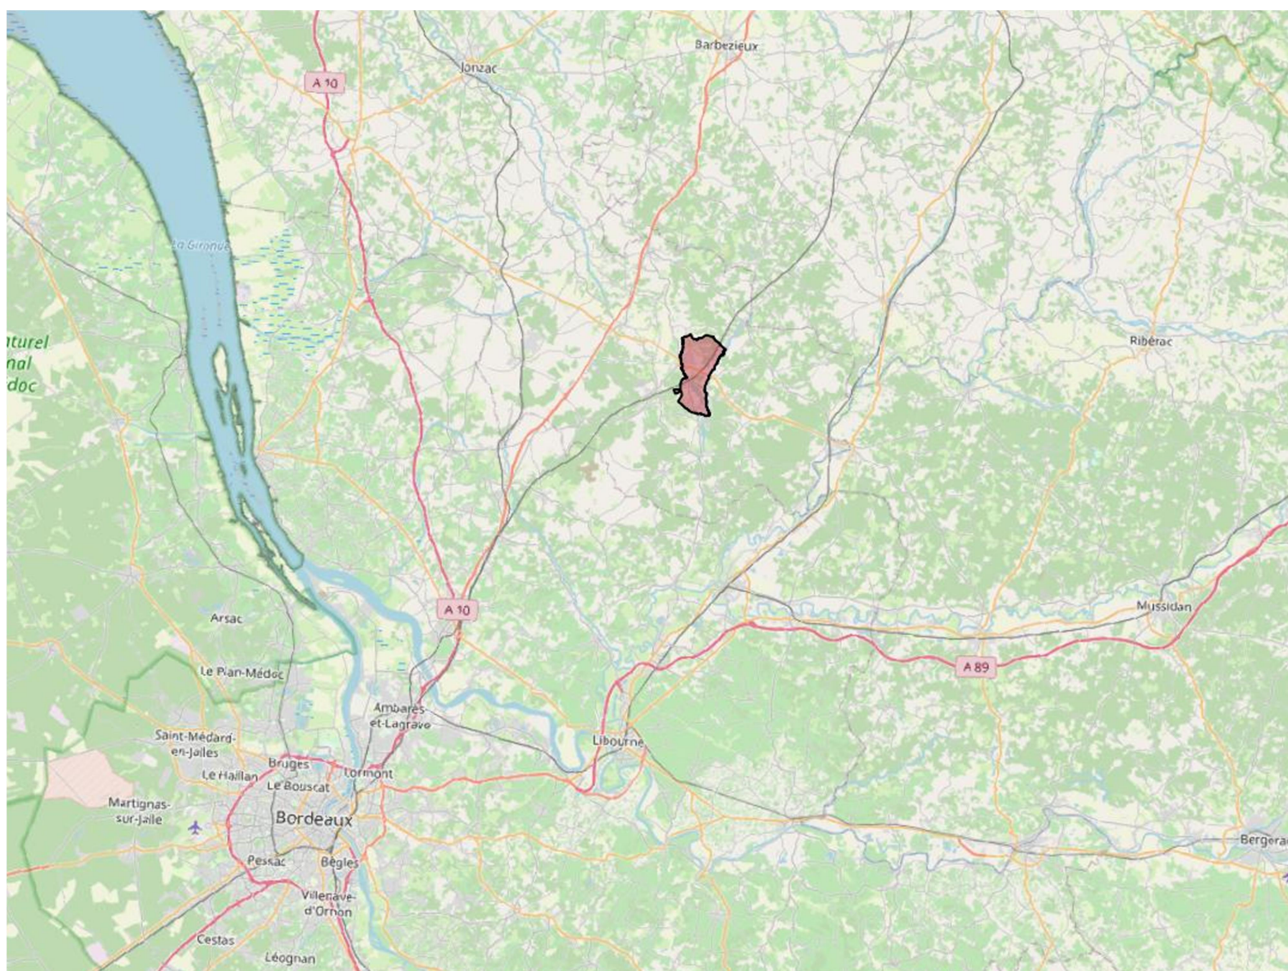 Barbezieux
Jonzac
A 10
La Gironde
Ribérac
aturel
nal
doc
A 10
Mussidan
Arsac
A 89
Le Pian-Médoc
Ambarès-
et-Lagrave
Saint-Médard-
en-Jalles
Libourne
Bruges
Lormont
Le Haillan
Le Bouscat
Martignas-
sur-Jalle
Bordeaux
Bergerac
Pessac
Bègles
Villenave-
d'Ornon
Cestas
Léognan